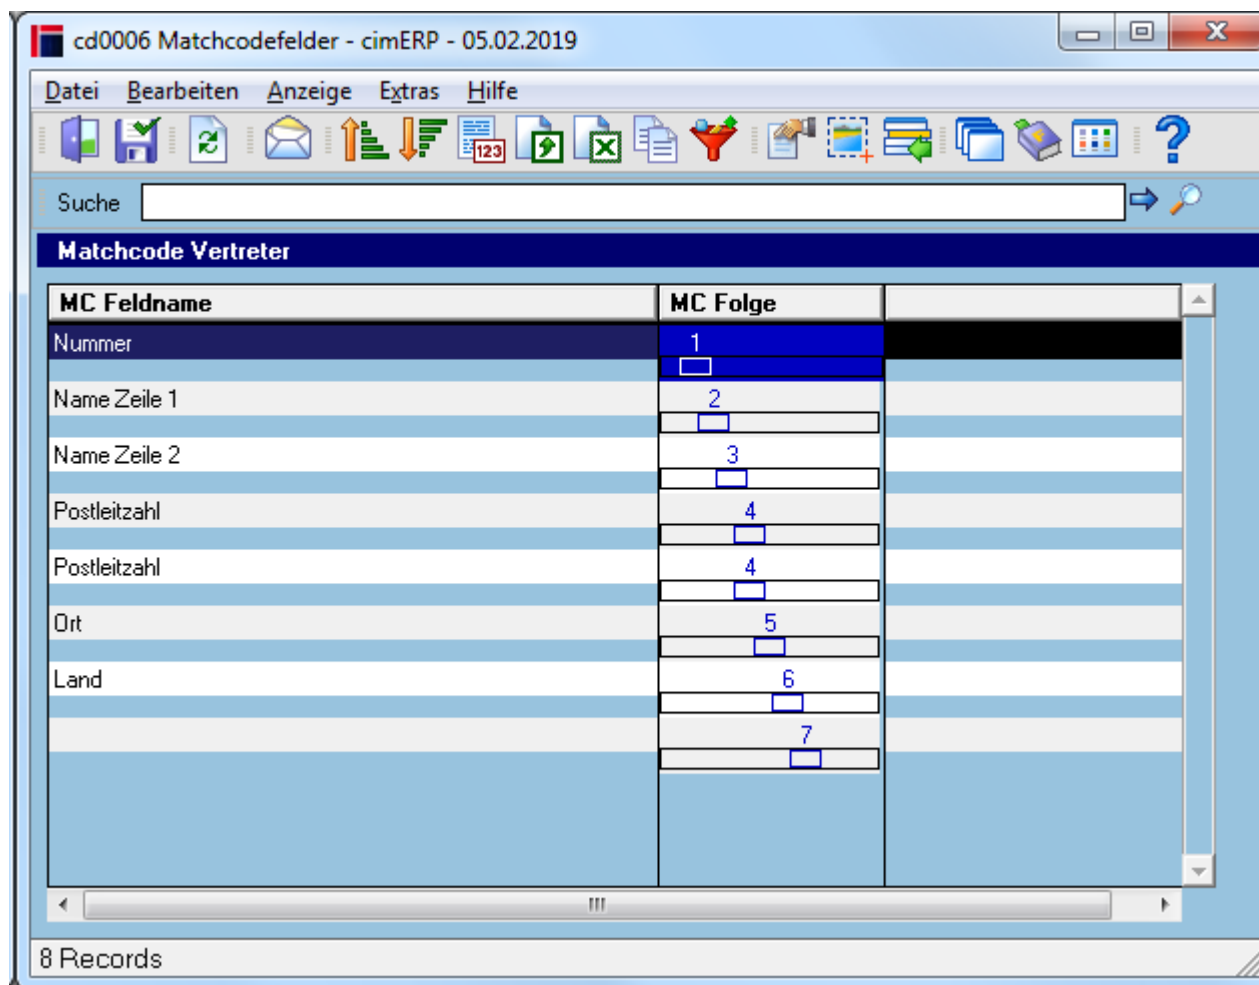 cd0006 Matchcodefelder - cimERP - 05.02.2019
Datei Bearbeiten Anzeige Extras Hilfe
123
Suche
Matchcode Vertreter
MC Feldname MC Folge
Nummer 1
Name Zeile 1 2
Name Zeile 2 3
Postleitzahl 4
Postleitzahl 4
Ort 5
Land 6
7
8 Records